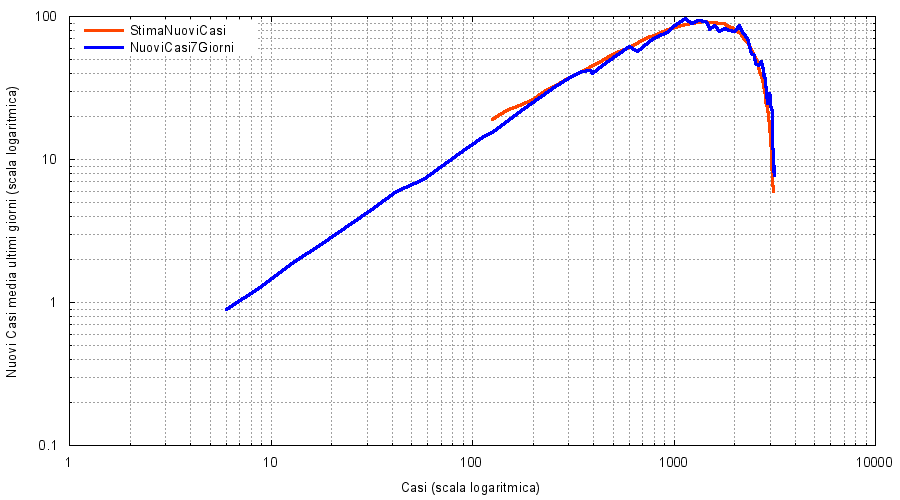 100
StimaNuoviCasi
NuoviCasi7Giorni
10
1
0.1
Nuovi Casi media ultimi giorni (scala logaritmica)
1 10 100 1000 10000
Casi (scala logaritmica)